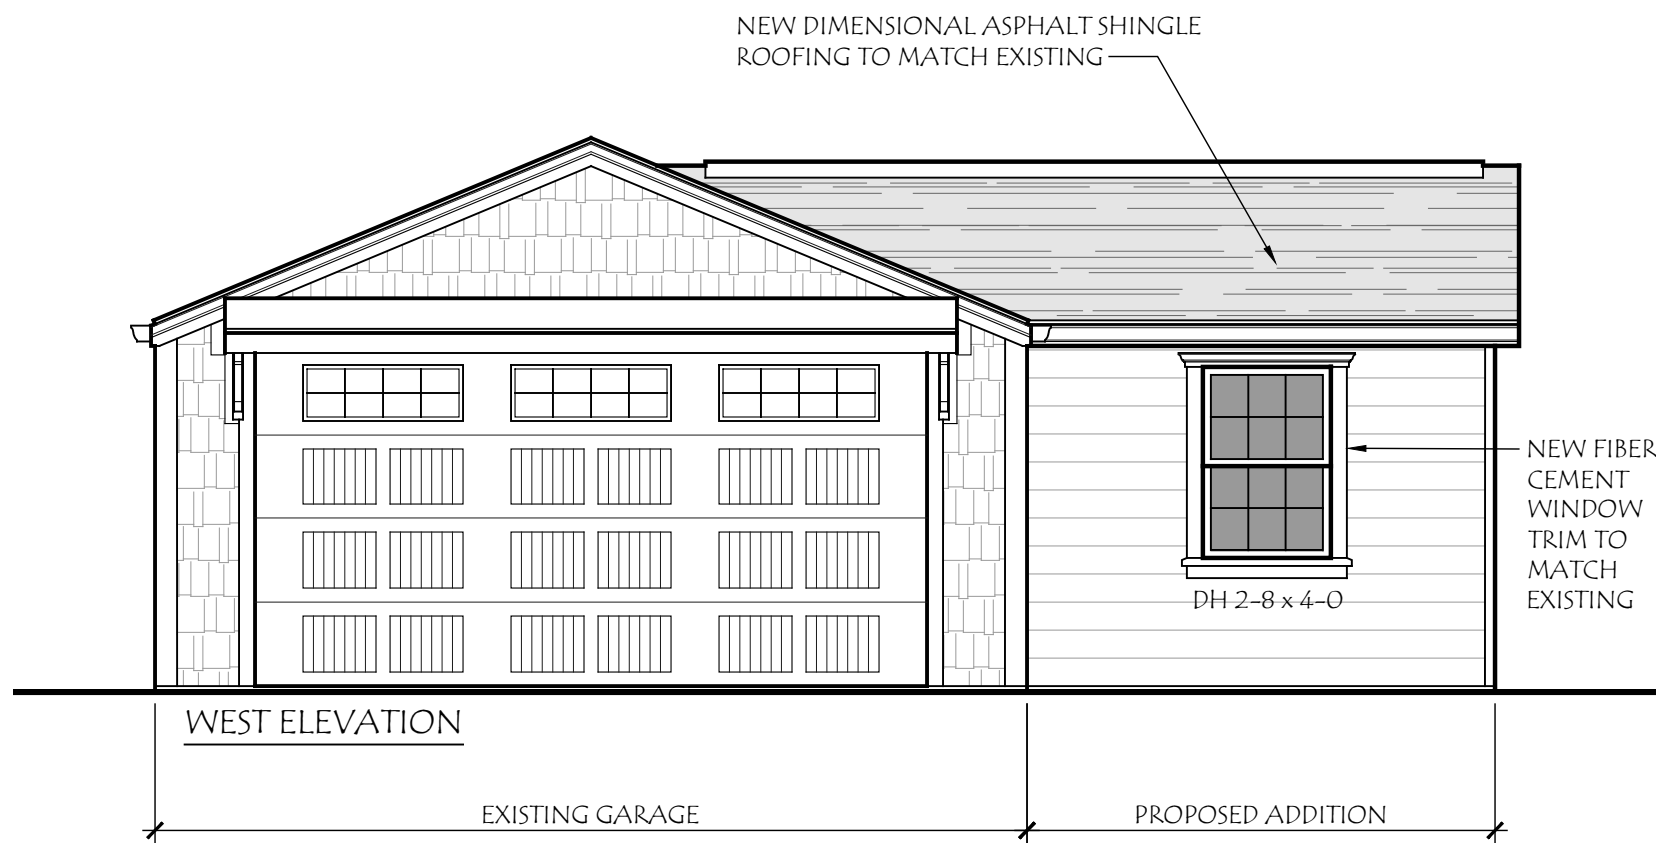 NEW DIMENSIONAL ASPHALT SHINGLE
ROOFING TO MATCH EXISTING
NEW FIBER
CEMENT
WINDOW
TRIM TO
MATCH
EXISTING
DH 2-8 x 4-0
WEST ELEVATION
EXISTING GARAGE
PROPOSED ADDITION